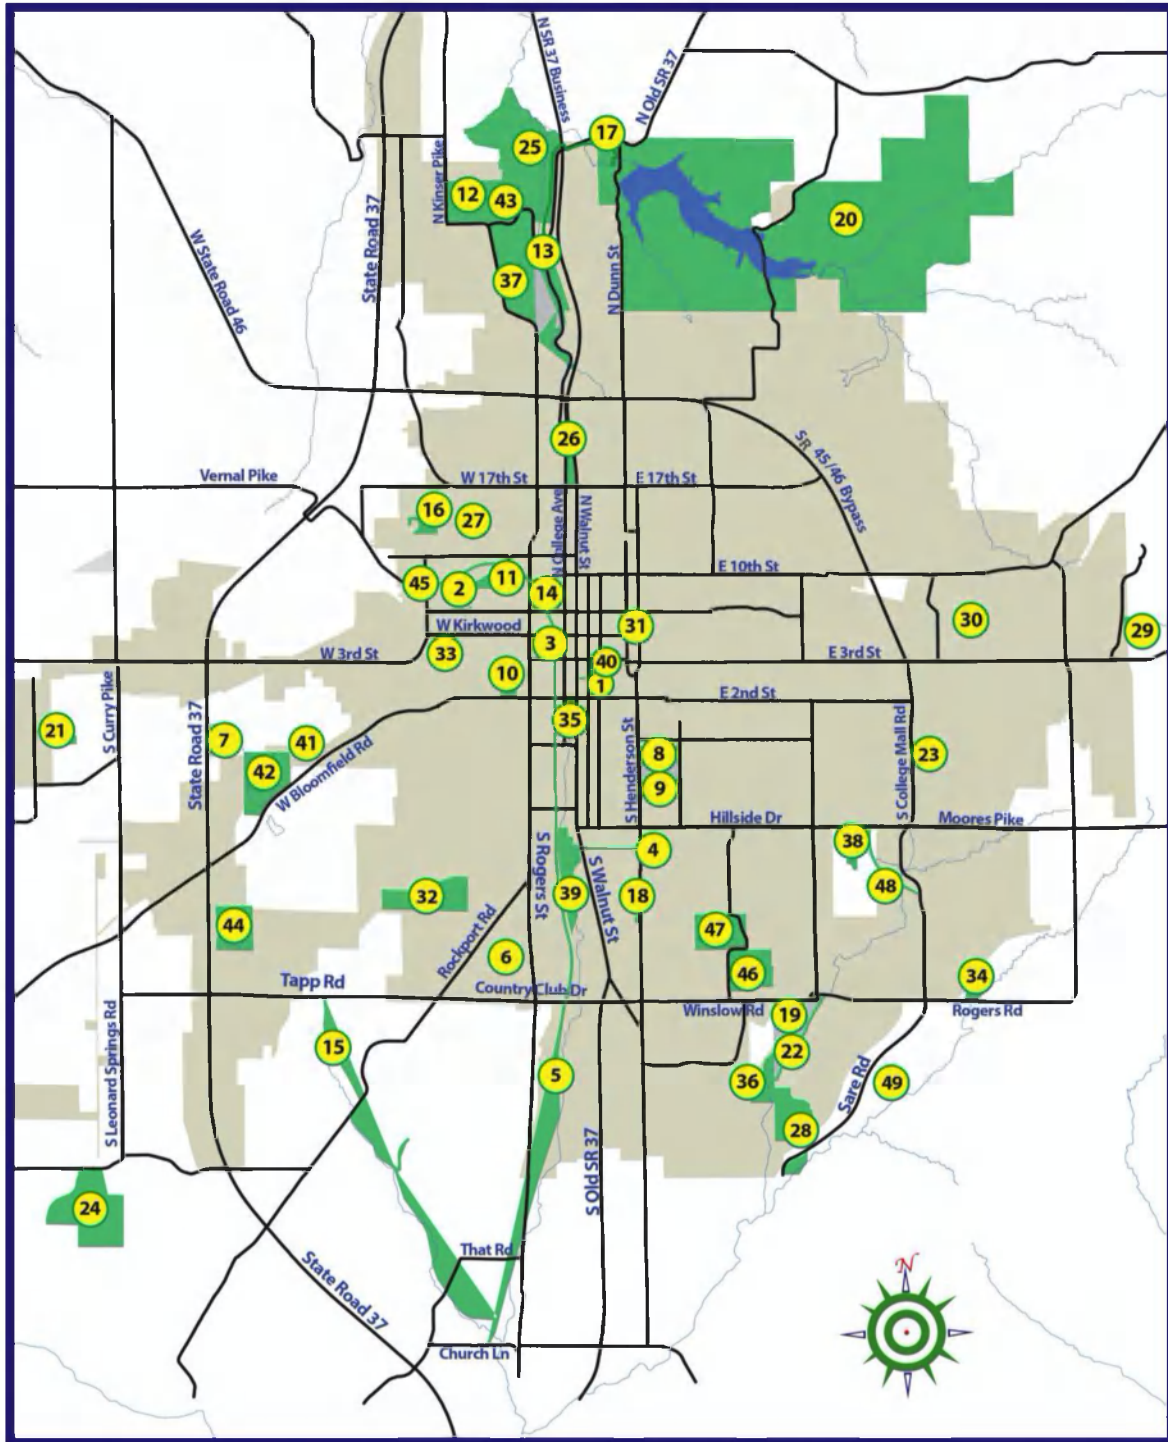 N SR 37 Business
N Old SR 37
17
25
N Kinser Pike
12
43
20
State Road 37
W State Road 46
13
N Dunn St
37
26
SR 45/46 Bypass
Vernal Pike
W 17th St
E 17th St
N College Ave
N Walnut St
16
27
E 10th St
45
2
11
14
30
31
29
W Kirkwood
3
W 3rd St
33
40
E 3rd St
10
1
E 2nd St
S Curry Pike
21
State Road 37
7
41
35
S Henderson St
8
S College Mall Rd
23
42
W Bloomfield Rd
9
Hillside Dr
Moores Pike
38
4
S Rogers St
S Walnut St
48
32
39
18
44
47
Rockport Rd
6
46
34
Tapp Rd
Country Club Dr
Winslow Rd
Rogers Rd
19
S Leonard Springs Rd
15
22
5
36
Sare Rd
49
28
S Old SR 37
24
That Rd
State Road 37
N
Church Ln